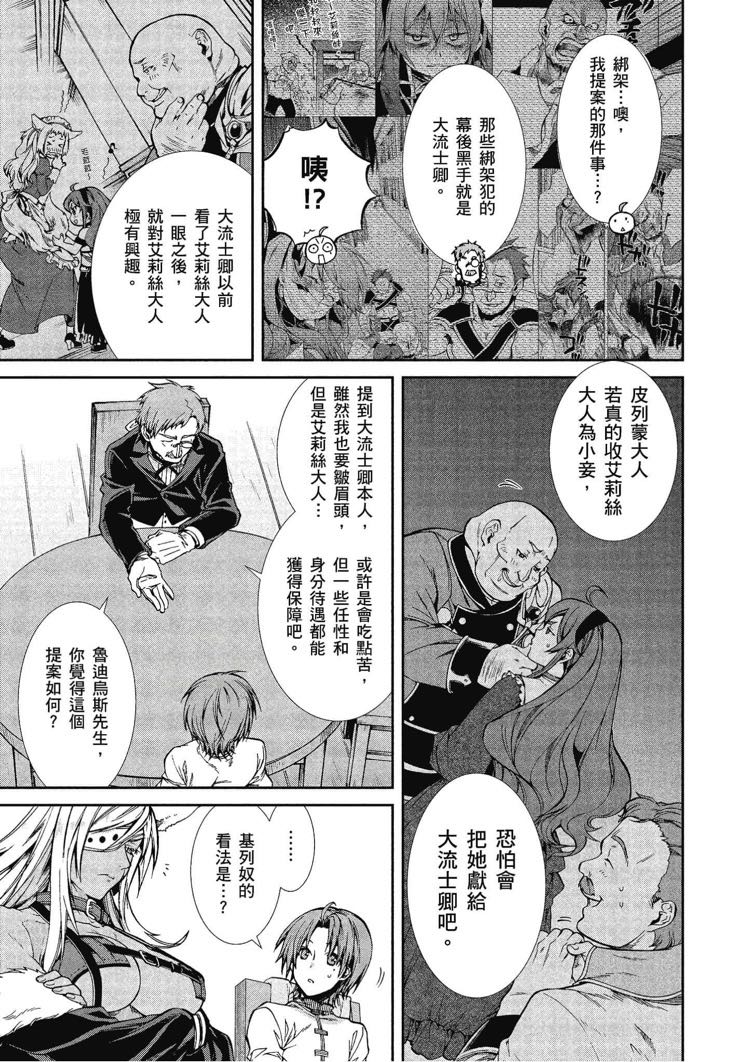 綁架…噢，
我提案的那件事…？
那些綁架犯的
幕後黑手就是
大流士卿。
咦!?
大流士卿以前
看了艾莉絲大人
一眼之後，
就對艾莉絲大人
極有興趣。
皮列蒙大人
若真的收艾莉絲
大人為小妾，
恐怕會
把她獻給
大流士卿吧。
提到大流士卿本人，
雖然我也要皺眉頭，
但是艾莉絲大人…
或許是會吃點苦，
但一些任性和
身分待遇都能
獲得保障吧。
魯迪烏斯先生，
你覺得這個
提案如何？
……
基列奴的
看法是…？